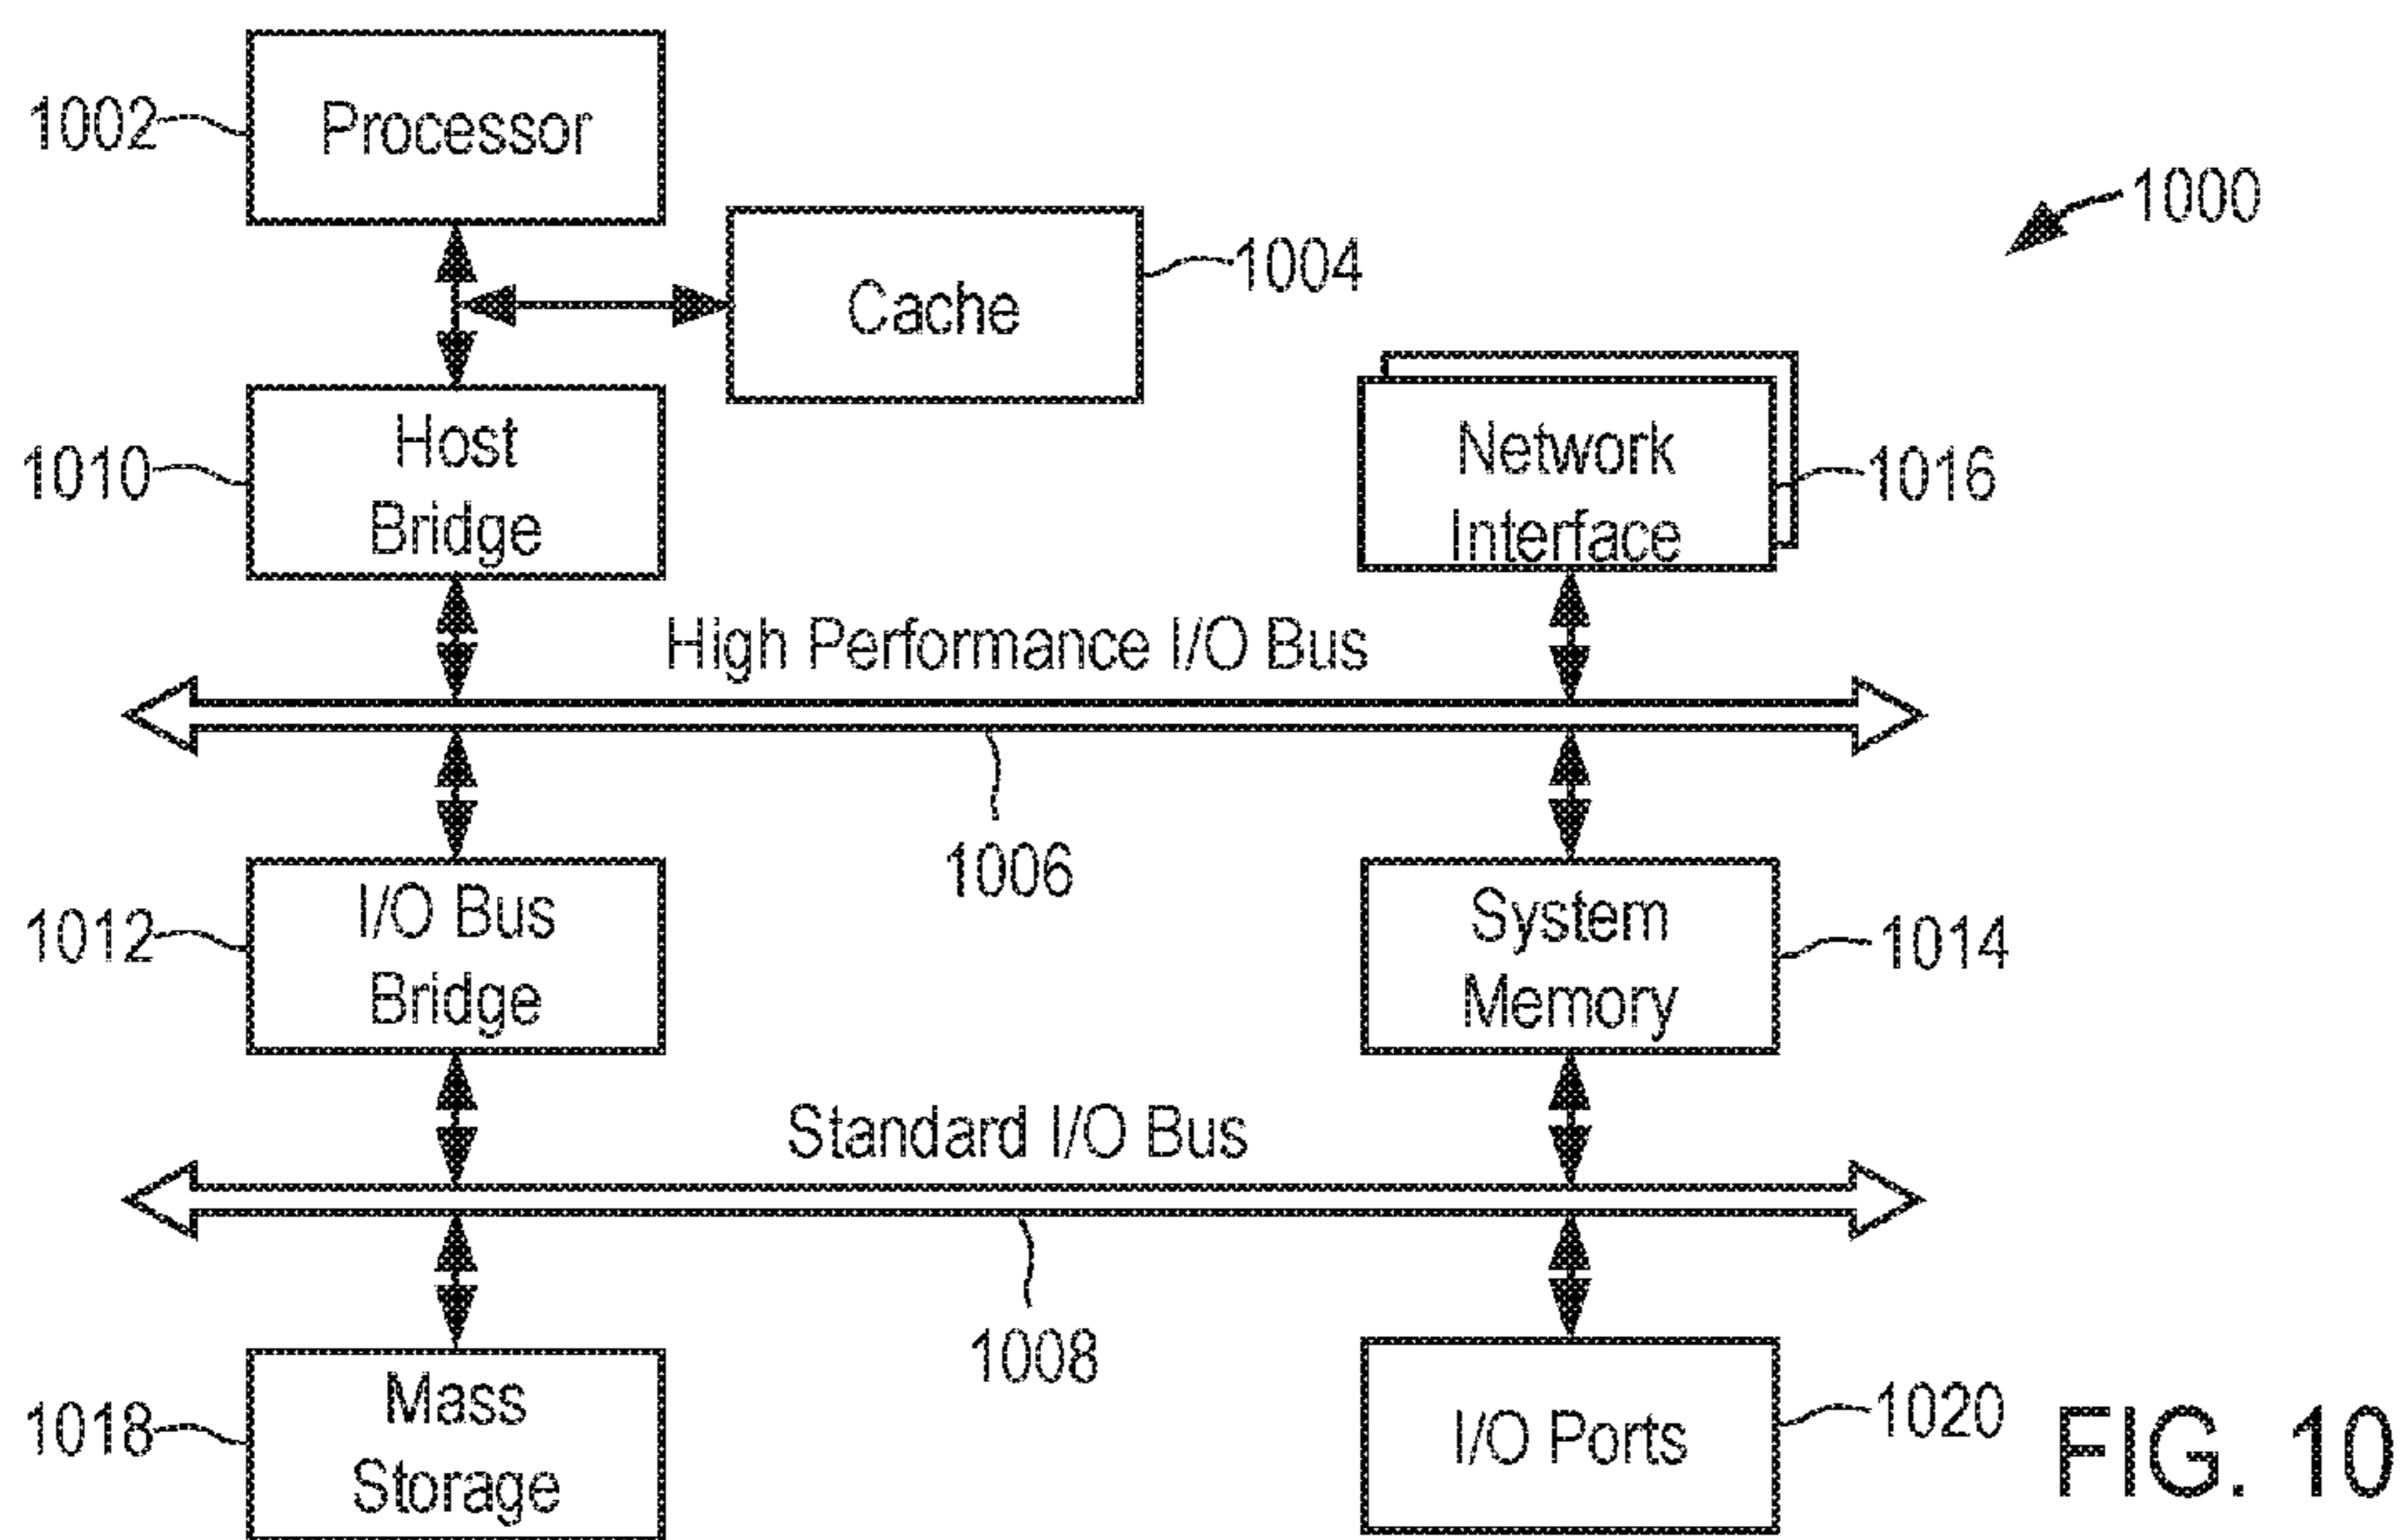 1002
Processor
1000
1004
Cache
1010
Host
Bridge
Network
Interface
1016
High Performance I/O Bus
1006
1012
I/O Bus
Bridge
System
Memory
1014
Standard I/O Bus
1008
1018
Mass
Storage
I/O Ports
1020
FIG. 10